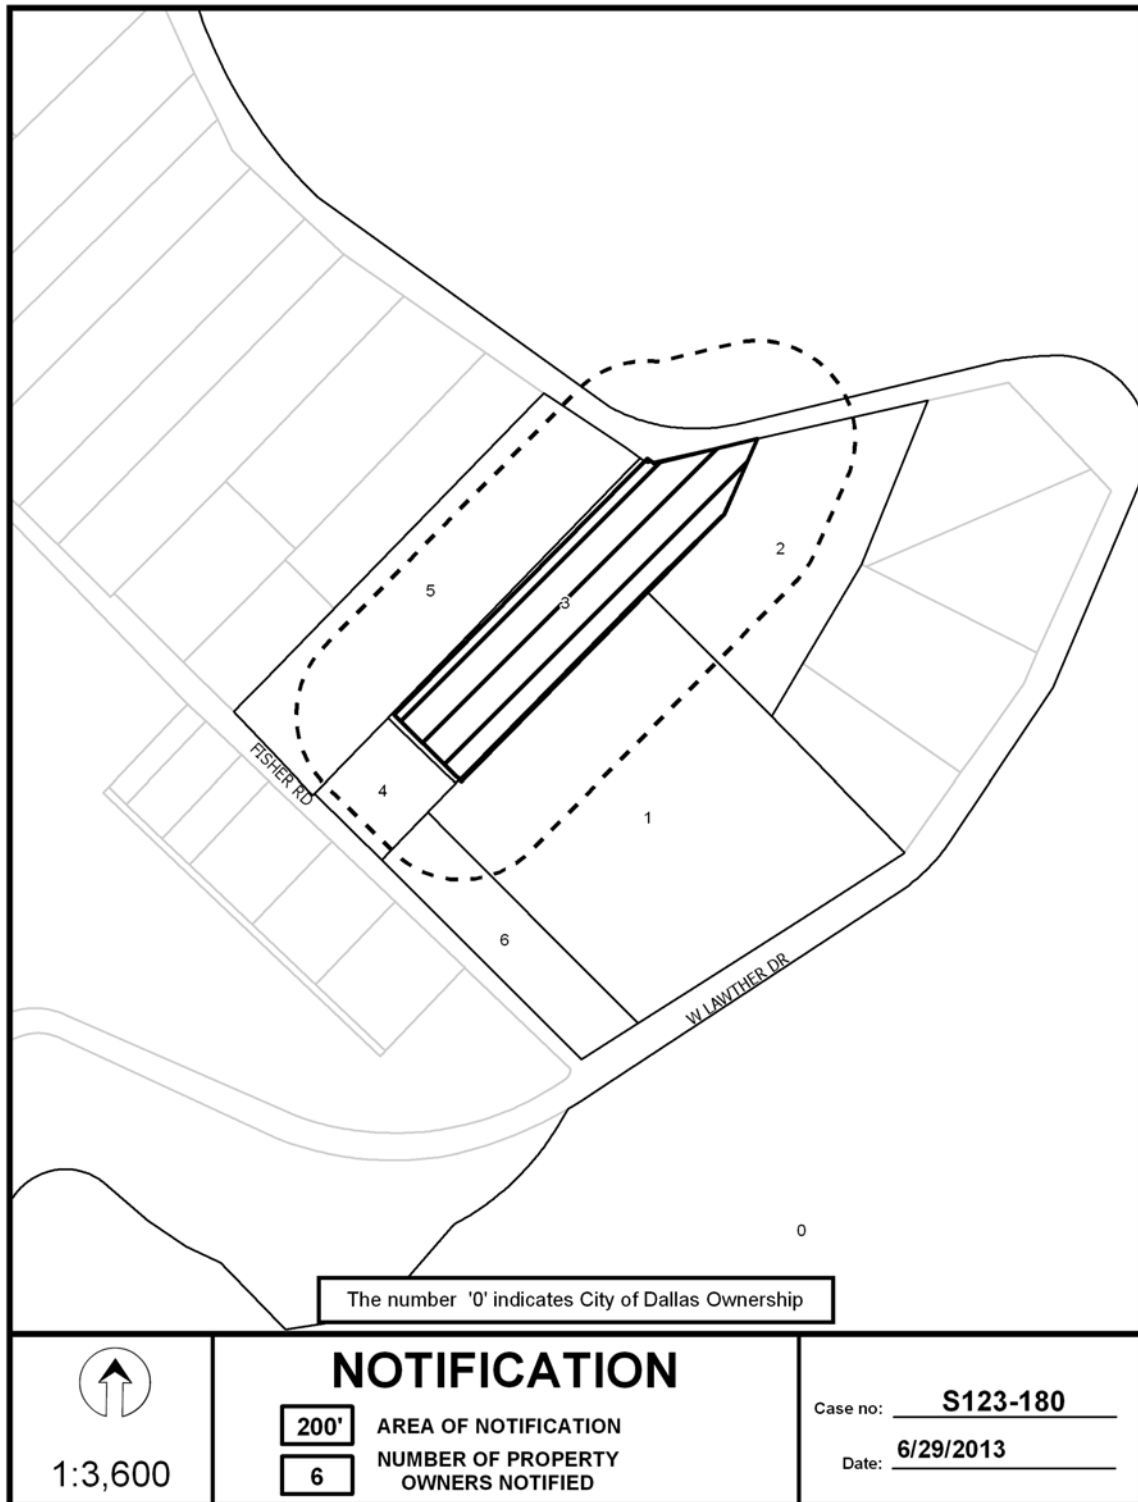 2
5
3
FISHER RD
4
1
6
W LAWTHER DR
0
The number '0' indicates City of Dallas Ownership
1:3,600
NOTIFICATION
200' AREA OF NOTIFICATION
6 NUMBER OF PROPERTY
OWNERS NOTIFIED
Case no: S123-180
Date: 6/29/2013